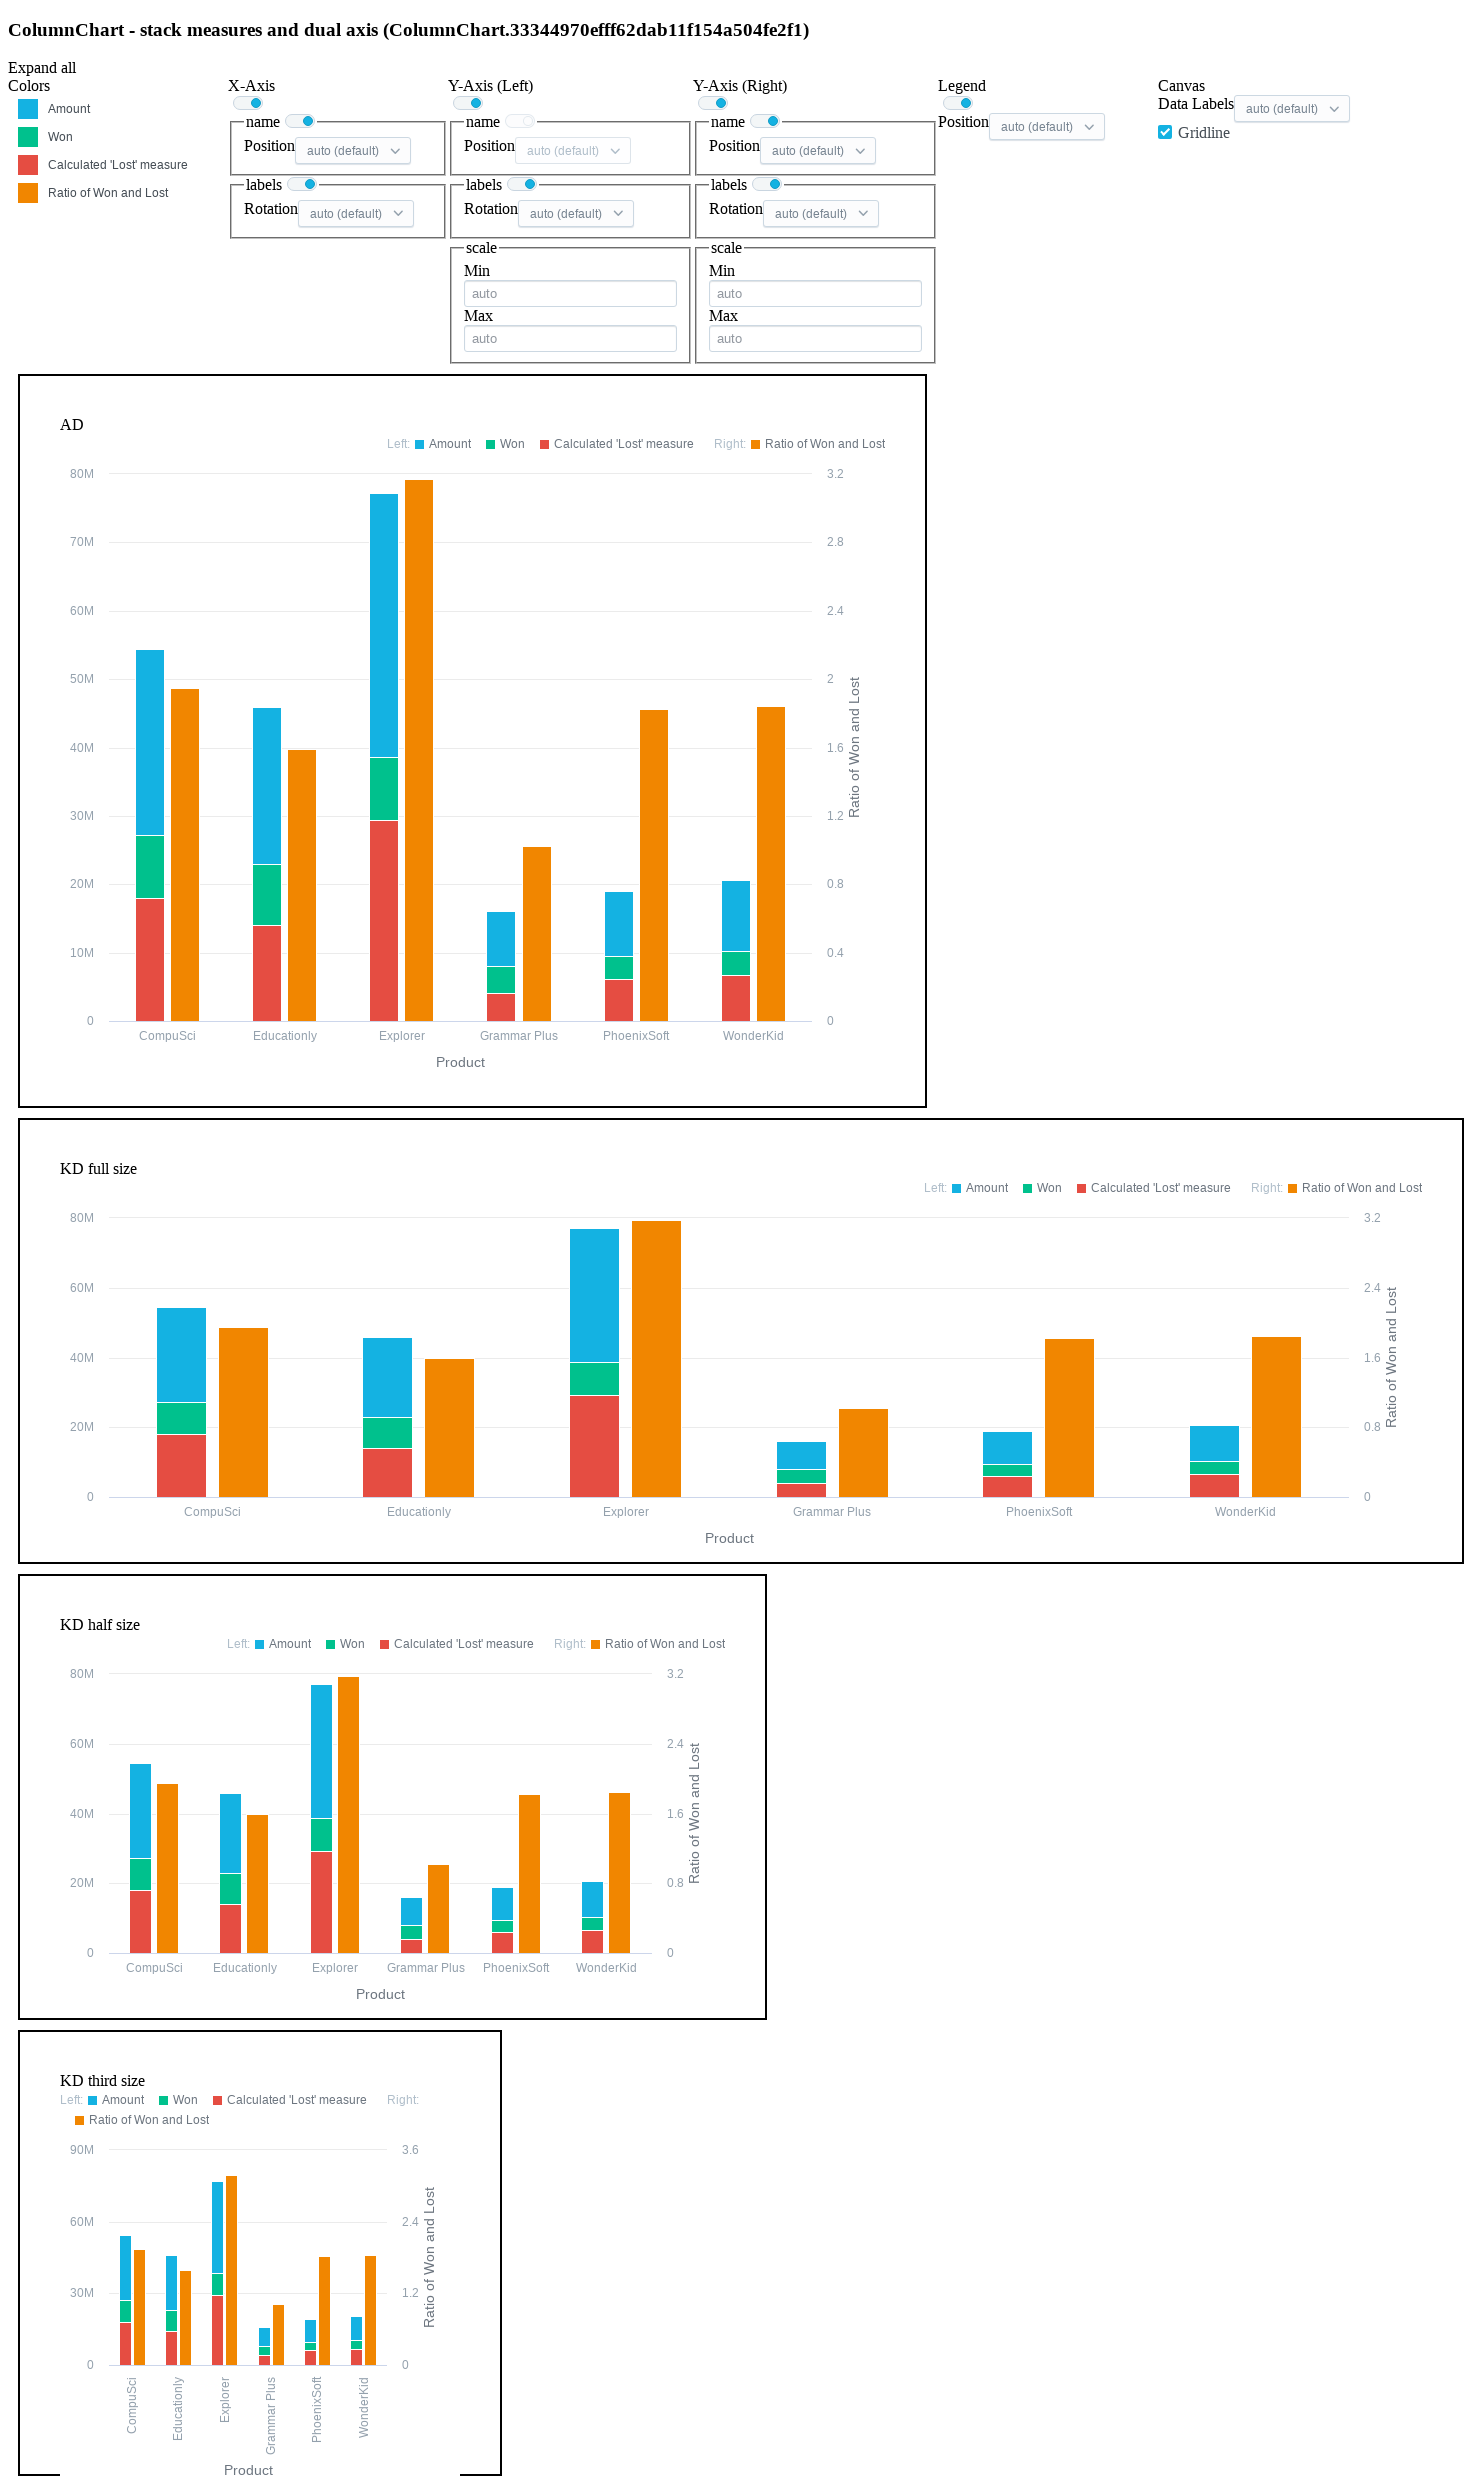 ColumnChart - stack measures and dual axis (ColumnChart.33344970efff62dab11f154a504fe2f1)
Expand all
Colors
Amount
Won
Calculated 'Lost' measure
Ratio of Won and Lost
X-Axis
name
Position auto (default)
labels
Rotation auto (default)
Y-Axis (Left)
name
Position auto (default)
labels
Rotation auto (default)
scale
Min
auto
Max
auto
Y-Axis (Right)
name
Position auto (default)
labels
Rotation auto (default)
scale
Min
auto
Max
auto
Legend
Position auto (default)
Canvas
Data Labels auto (default)
Gridline
AD
Left: Amount Won Calculated 'Lost' measure Right: Ratio of Won and Lost
80M 3.2
70M 2.8
60M 2.4
50M 2
40M 1.6
30M 1.2
20M 0.8
10M 0.4
0 0
Ratio of Won and Lost
CompuSci Educationly Explorer Grammar Plus PhoenixSoft WonderKid
Product
KD full size
Left: Amount Won Calculated 'Lost' measure Right: Ratio of Won and Lost
80M 3.2
60M 2.4
40M 1.6
20M 0.8
0 0
Ratio of Won and Lost
CompuSci Educationly Explorer Grammar Plus PhoenixSoft WonderKid
Product
KD half size
Left: Amount Won Calculated 'Lost' measure Right: Ratio of Won and Lost
80M 3.2
60M 2.4
40M 1.6
20M 0.8
0 0
Ratio of Won and Lost
CompuSci Educationly Explorer Grammar Plus PhoenixSoft WonderKid
Product
KD third size
Left: Amount Won Calculated 'Lost' measure Right:
Ratio of Won and Lost
90M 3.6
60M 2.4
30M 1.2
0 0
Ratio of Won and Lost
CompuSci
Educationly
Explorer
Grammar Plus
PhoenixSoft
WonderKid
Product